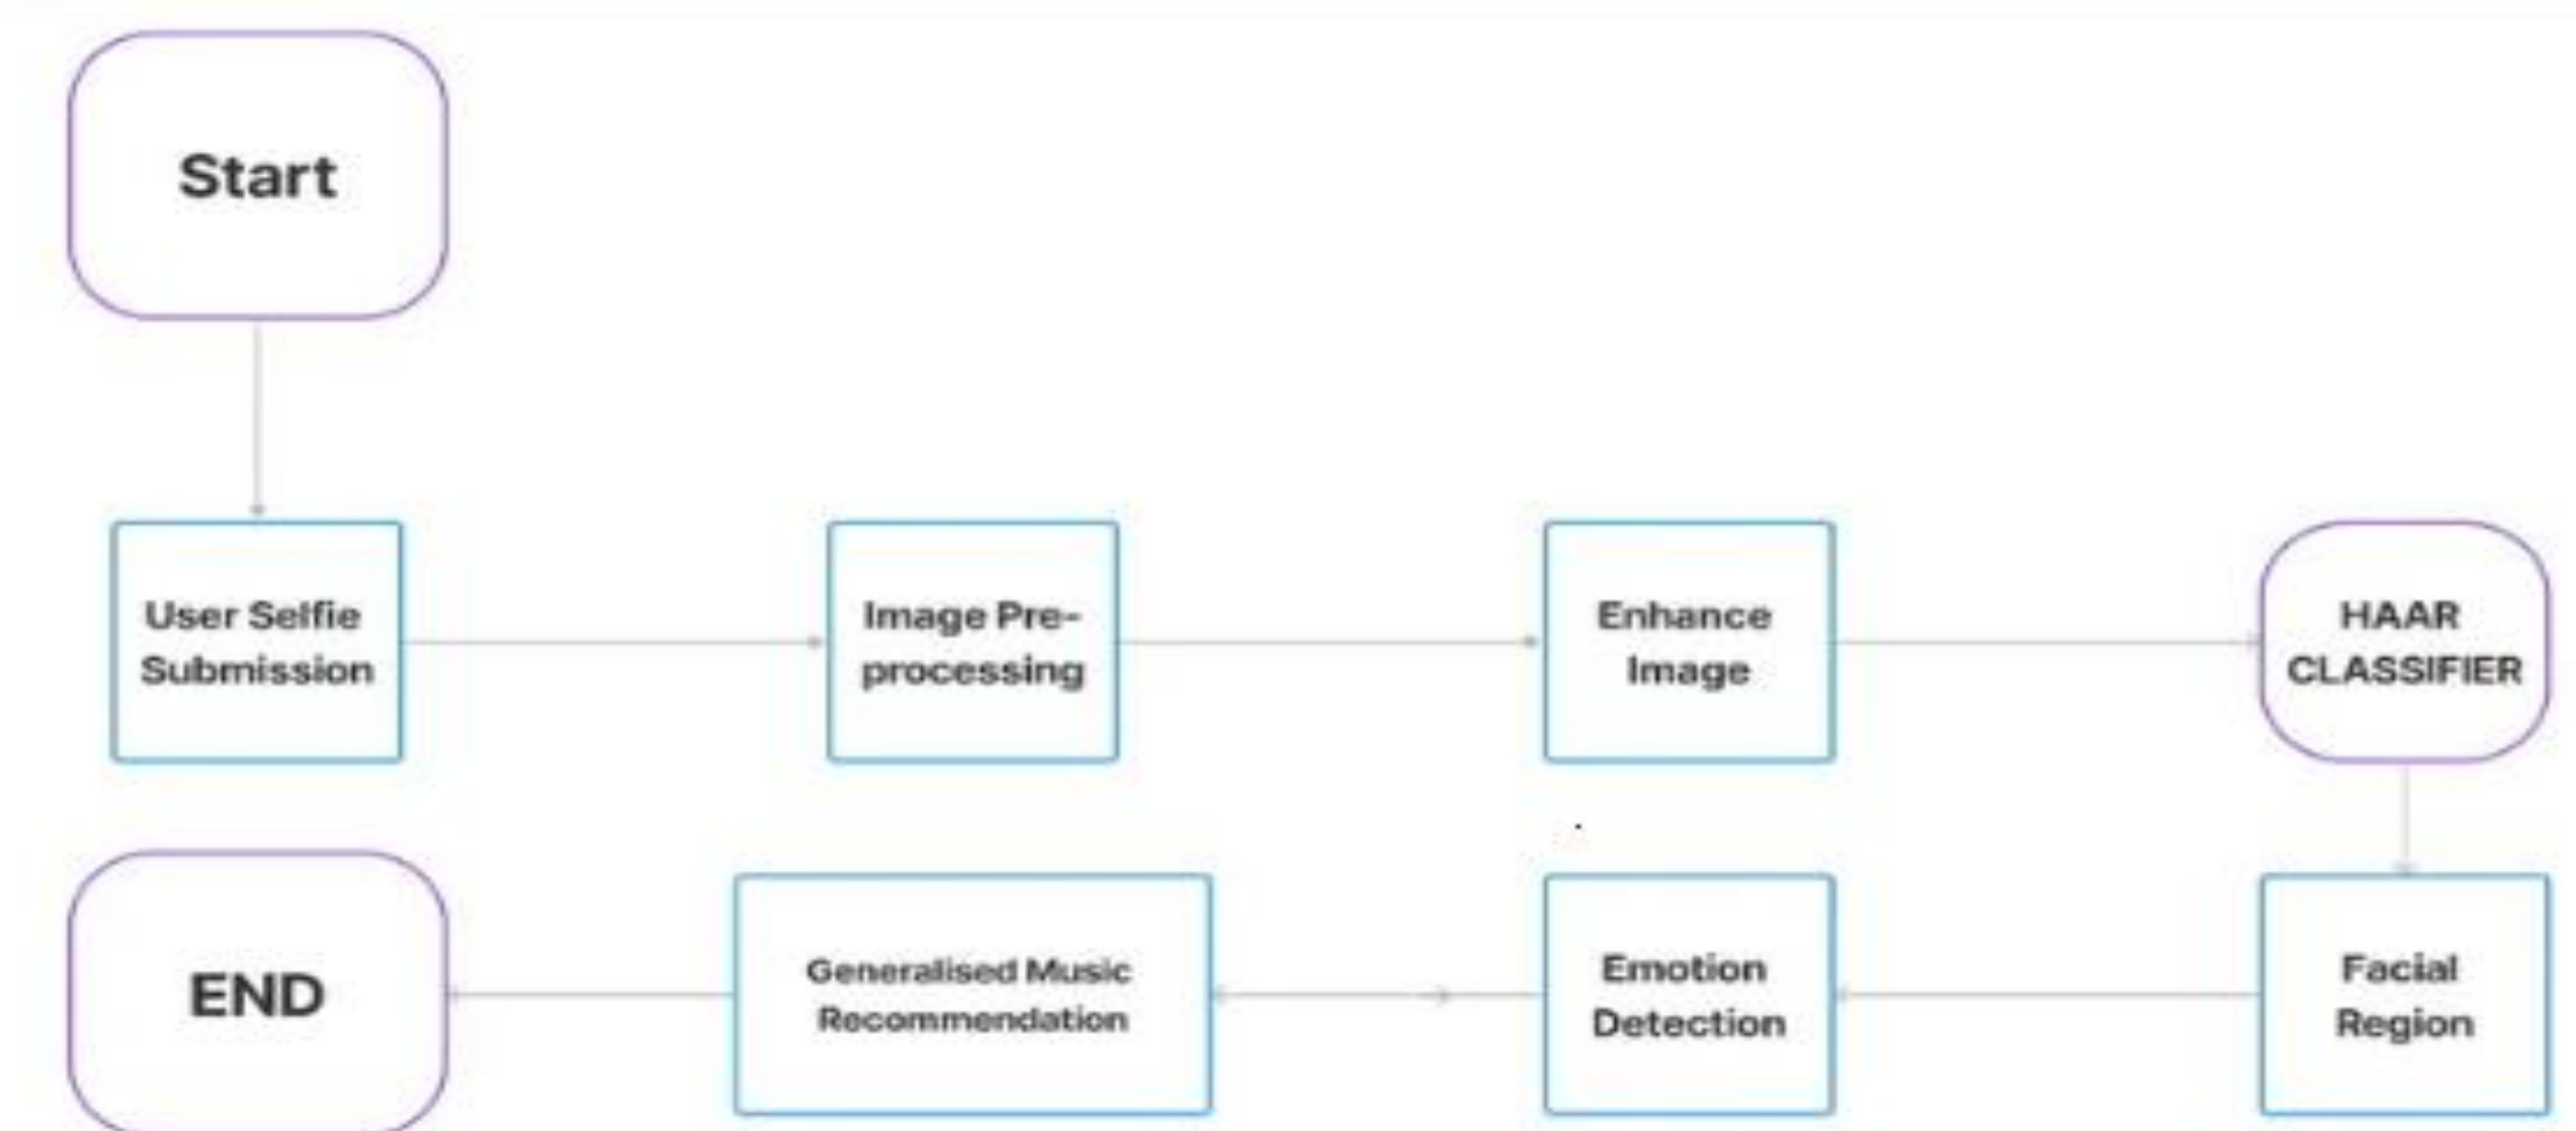 Start
User Selfie
Submission
Image Pre-
processing
Enhance
Image
HAAR
CLASSIFIER
Facial
Region
Emotion
Detection
Generalised Music
Recommendation
END